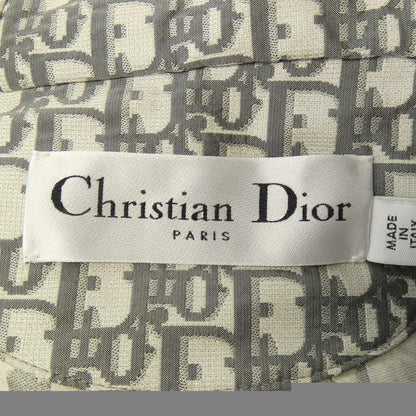 Christian Dior
PARIS
MADE
IN
ITALY